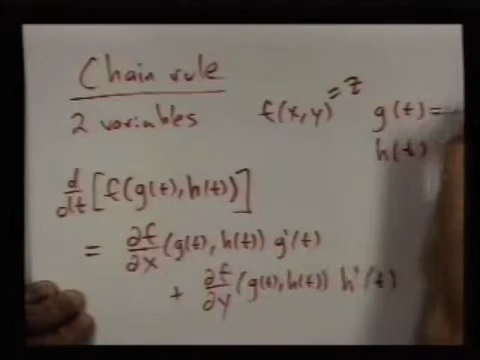 Chain rule
2 variables
f(x,y) = z
g(t) =
h(t)
d/dt [f(g(t), h(t))]
= ∂f/∂x (g(t), h(t)) g'(t)
+ ∂f/∂y (g(t), h(t)) h'(t)